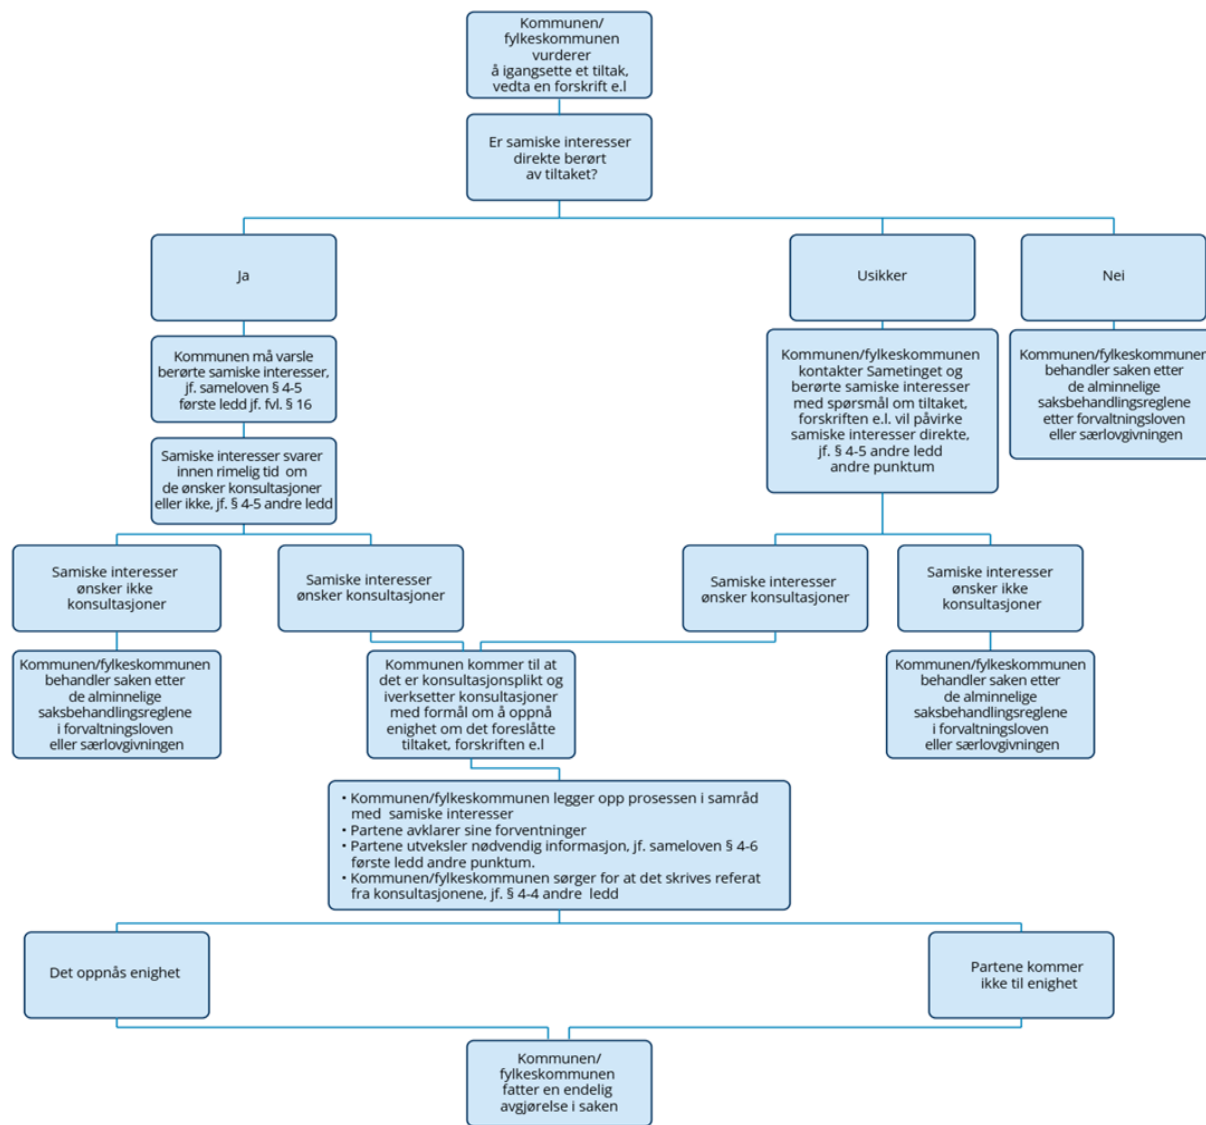 Kommunen/
fylkeskommunen
vurderer
å igangsette et tiltak,
vedta en forskrift e.l
Er samiske interesser
direkte berørt
av tiltaket?
Ja
Usikker
Nei
Kommunen må varsle
berørte samiske interesser,
jf. sameloven § 4-5
første ledd jf. fvl. § 16
Kommunen/fylkeskommunen
kontakter Sametinget og
berørte samiske interesser
med spørsmål om tiltaket,
forskriften e.l. vil påvirke
samiske interesser direkte,
jf. § 4-5 andre ledd
andre punktum
Kommunen/fylkeskommunen
behandler saken etter
de alminnelige
saksbehandlingsreglene
etter forvaltningsloven
eller særlovgivningen
Samiske interesser svarer
innen rimelig tid om
de ønsker konsultasjoner
eller ikke, jf. § 4-5 andre ledd
Samiske interesser
ønsker ikke
konsultasjoner
Samiske interesser
ønsker konsultasjoner
Samiske interesser
ønsker konsultasjoner
Samiske interesser
ønsker ikke
konsultasjoner
Kommunen/fylkeskommunen
behandler saken etter
de alminnelige
saksbehandlingsreglene
i forvaltningsloven
eller særlovgivningen
Kommunen kommer til at
det er konsultasjonsplikt og
iverksetter konsultasjoner
med formål om å oppnå
enighet om det foreslåtte
tiltaket, forskriften e.l
Kommunen/fylkeskommunen
behandler saken etter
de alminnelige
saksbehandlingsreglene
i forvaltningsloven
eller særlovgivningen
• Kommunen/fylkeskommunen legger opp prosessen i samråd
med samiske interesser
• Partene avklarer sine forventninger
• Partene utveksler nødvendig informasjon, jf. sameloven § 4-6
første ledd andre punktum.
• Kommunen/fylkeskommunen sørger for at det skrives referat
fra konsultasjonene, jf. § 4-4 andre ledd
Det oppnås enighet
Partene kommer
ikke til enighet
Kommunen/
fylkeskommunen
fatter en endelig
avgjørelse i saken